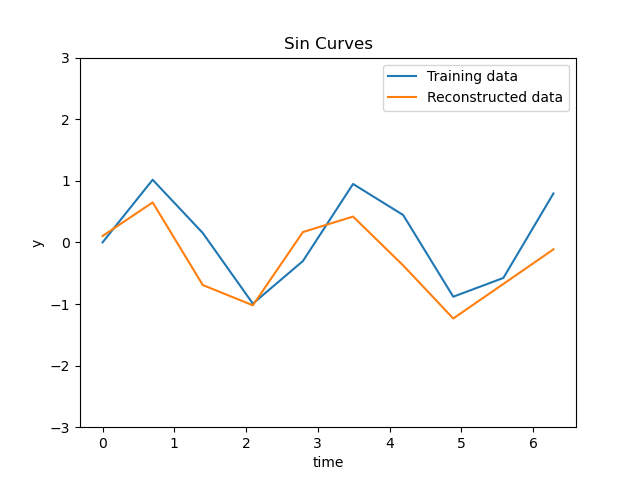 Sin Curves
Training data
Reconstructed data
3
2
1
0
−1
−2
−3
y
0 1 2 3 4 5 6
time